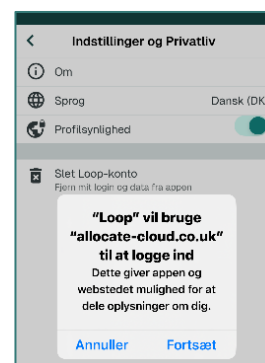 Indstillinger og Privatliv
Om
Sprog Dansk (DK
Profilsynlighed
Slet Loop-konto
Fjern mit login og data fra appen
"Loop" vil bruge
"allocate-cloud.co.uk"
til at logge ind
Dette giver appen og
webstedet mulighed for at
dele oplysninger om dig.
Annuller Fortsæt